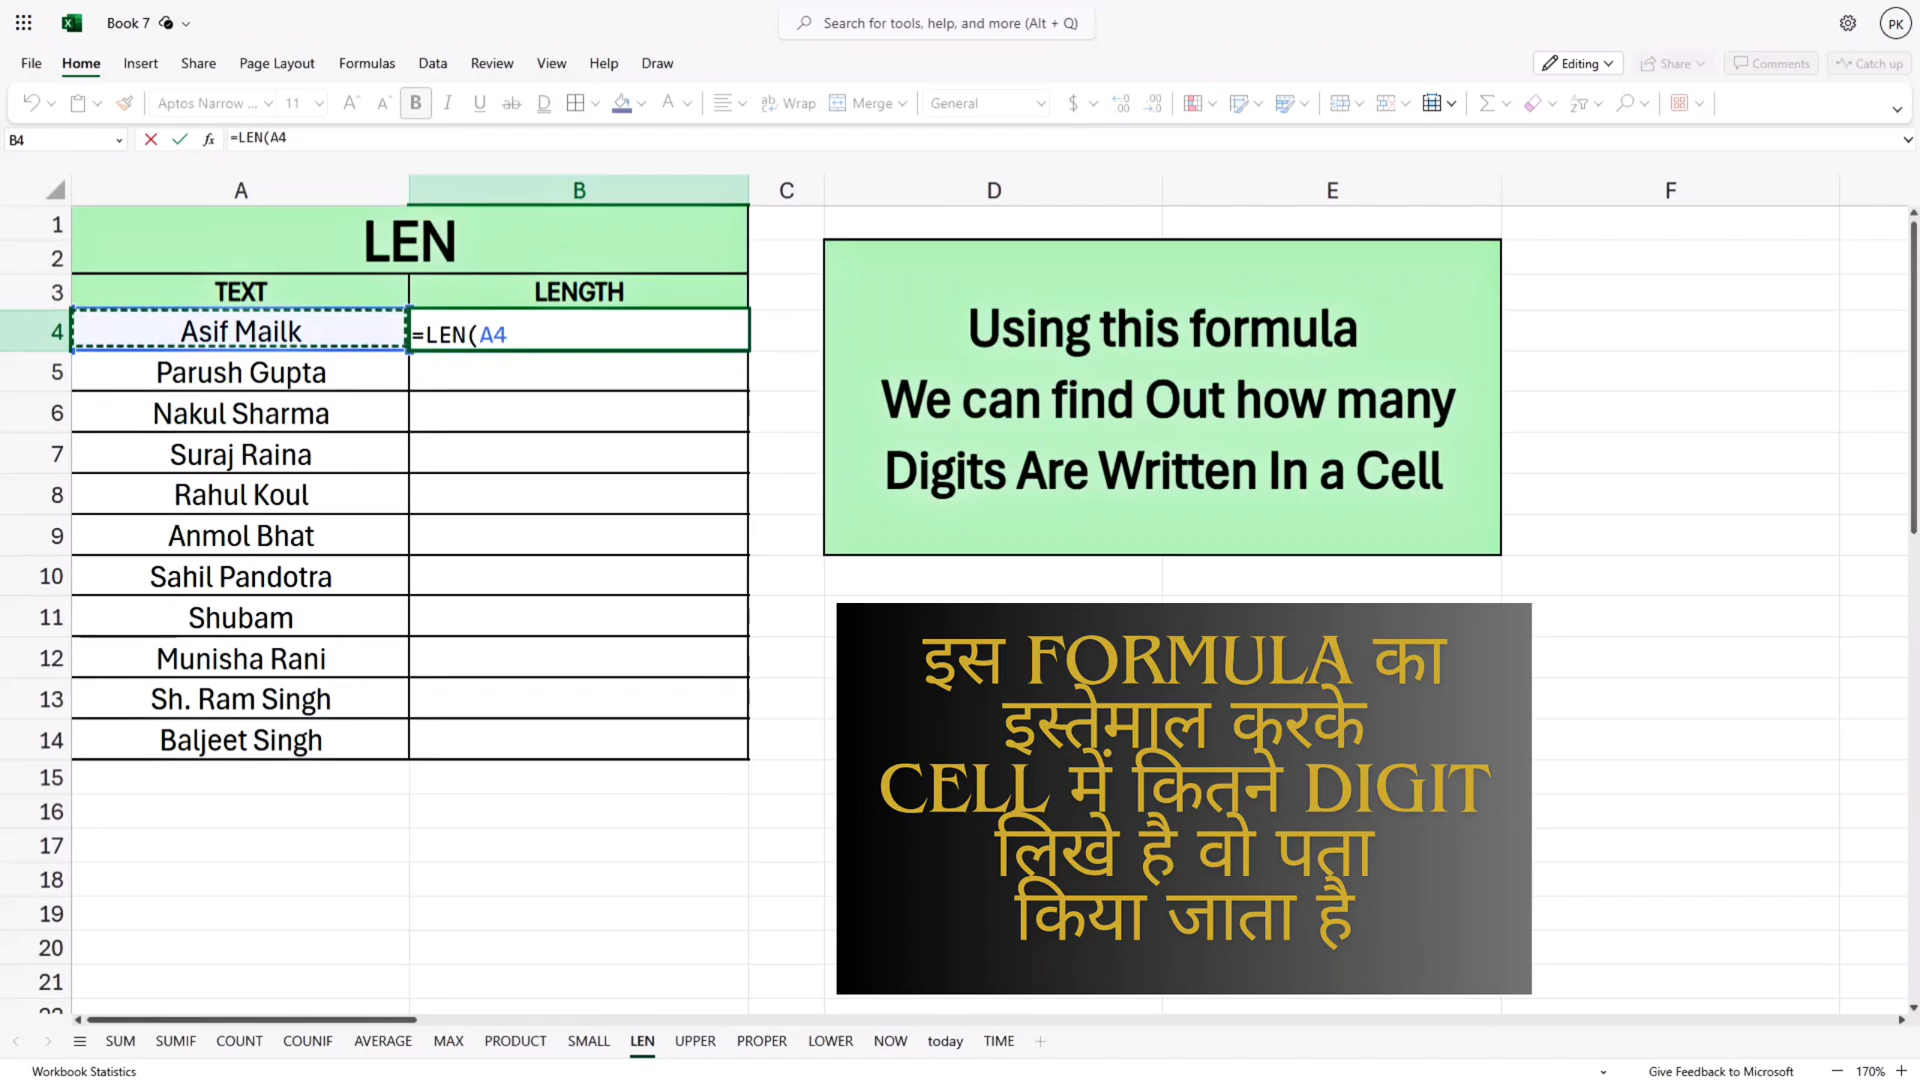 Book 7
Search for tools, help, and more (Alt + Q)
PK
File Home Insert Share Page Layout Formulas Data Review View Help Draw
Editing Share Comments Catch up
Aptos Narrow ... 11 A A B I U ab D A Wrap Merge General $
B4 fx =LEN(A4
A B C D E F
1 LEN
2
3 TEXT LENGTH
4 Asif Mailk =LEN(A4
5 Parush Gupta
6 Nakul Sharma
7 Suraj Raina
8 Rahul Koul
9 Anmol Bhat
10 Sahil Pandotra
11 Shubam
12 Munisha Rani
13 Sh. Ram Singh
14 Baljeet Singh
15
16
17
18
19
20
21
Using this formula
We can find Out how many
Digits Are Written In a Cell
इस FORMULA का
इस्तेमाल करके
CELL में कितने DIGIT
लिखे है वो पता
किया जाता है
SUM SUMIF COUNT COUNIF AVERAGE MAX PRODUCT SMALL LEN UPPER PROPER LOWER NOW today TIME
Workbook Statistics
Give Feedback to Microsoft 170%